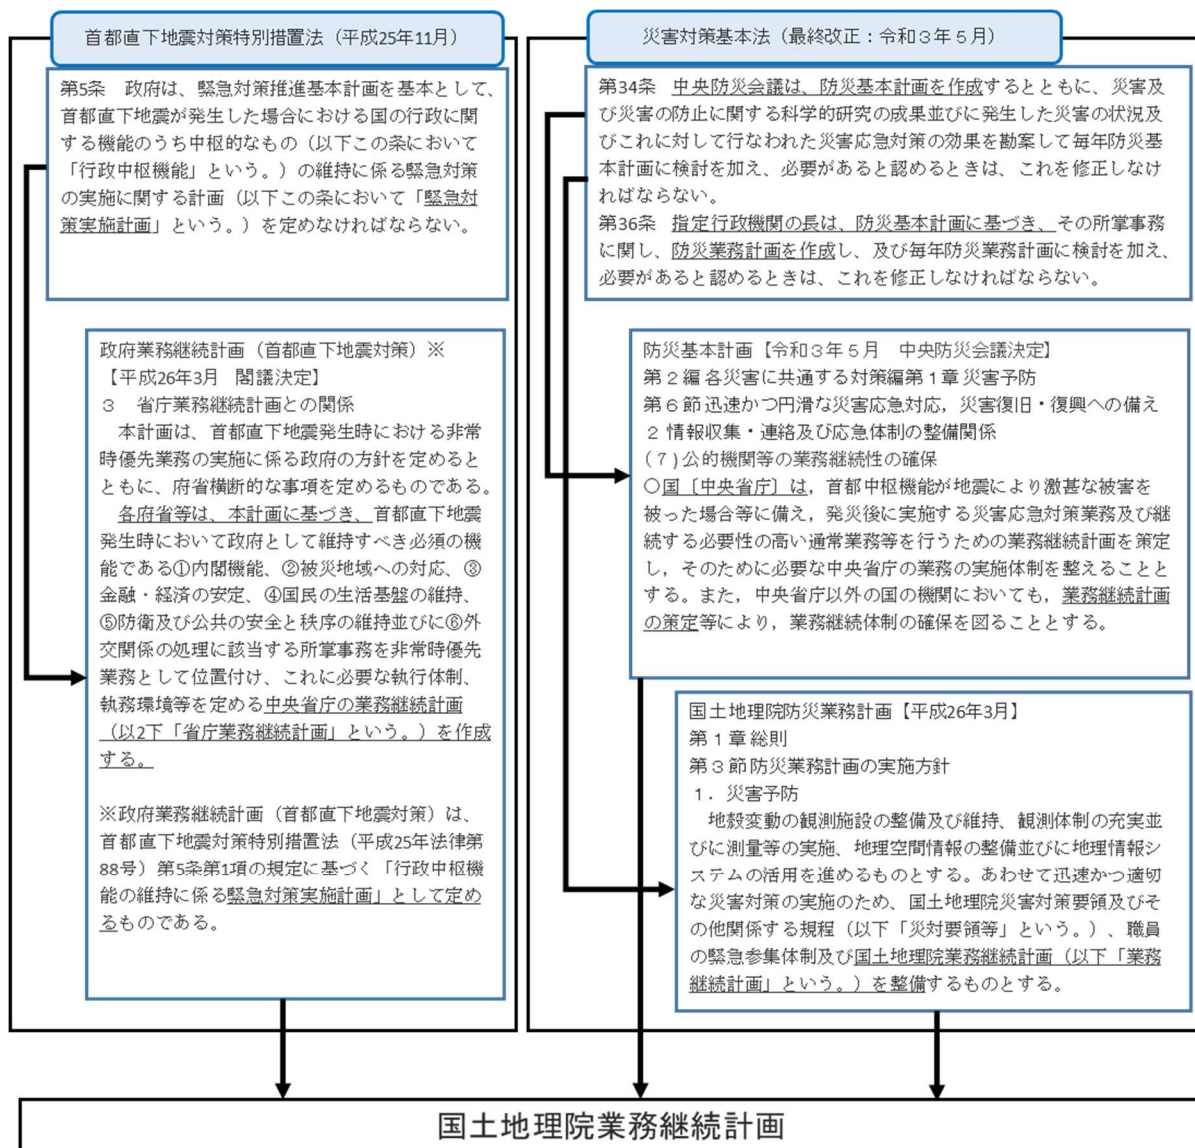 首都直下地震対策特別措置法（平成25年11月）
第5条　政府は、緊急対策推進基本計画を基本として、
首都直下地震が発生した場合における国の行政に関
する機能のうち中枢的なもの（以下この条において
「行政中枢機能」という。）の維持に係る緊急対策
の実施に関する計画（以下この条において「緊急対
策実施計画」という。）を定めなければならない。
政府業務継続計画（首都直下地震対策）※
【平成26年3月　閣議決定】
３　省庁業務継続計画との関係
　本計画は、首都直下地震発生時における非常
時優先業務の実施に係る政府の方針を定めると
ともに、府省横断的な事項を定めるものである。
　各府省等は、本計画に基づき、首都直下地震
発生時において政府として維持すべき必須の機
能である①内閣機能、②被災地域への対応、③
金融・経済の安定、④国民の生活基盤の維持、
⑤防衛及び公共の安全と秩序の維持並びに⑥外
交関係の処理に該当する所掌事務を非常時優先
業務として位置付け、これに必要な執行体制、
執務環境等を定める中央省庁の業務継続計画
（以2下「省庁業務継続計画」という。）を作成
する。
※政府業務継続計画（首都直下地震対策）は、
首都直下地震対策特別措置法（平成25年法律第
88号）第5条第1項の規定に基づく「行政中枢機
能の維持に係る緊急対策実施計画」として定め
るものである。
災害対策基本法（最終改正：令和３年５月）
第34条　中央防災会議は、防災基本計画を作成するとともに、災害及
び災害の防止に関する科学的研究の成果並びに発生した災害の状況及
びこれに対して行なわれた災害応急対策の効果を勘案して毎年防災基
本計画に検討を加え、必要があると認めるときは、これを修正しなけ
ればならない。
第36条　指定行政機関の長は、防災基本計画に基づき、その所掌事務
に関し、防災業務計画を作成し、及び毎年防災業務計画に検討を加え、
必要があると認めるときは、これを修正しなければならない。
防災基本計画【令和３年５月　中央防災会議決定】
第２編 各災害に共通する対策編第１章 災害予防
第６節 迅速かつ円滑な災害応急対応，災害復旧・復興への備え
２ 情報収集・連絡及び応急体制の整備関係
(７)公的機関等の業務継続性の確保
○国〔中央省庁〕は，首都中枢機能が地震により激甚な被害を
被った場合等に備え，発災後に実施する災害応急対策業務及び継
続する必要性の高い通常業務等を行うための業務継続計画を策定
し，そのために必要な中央省庁の業務の実施体制を整えることと
する。また，中央省庁以外の国の機関においても，業務継続計画
の策定等により，業務継続体制の確保を図ることとする。
国土地理院防災業務計画【平成26年3月】
第１章 総則
第３節 防災業務計画の実施方針
１．災害予防
　地殻変動の観測施設の整備及び維持、観測体制の充実並
びに測量等の実施、地理空間情報の整備並びに地理情報シ
ステムの活用を進めるものとする。あわせて迅速かつ適切
な災害対策の実施のため、国土地理院災害対策要領及びそ
の他関係する規程（以下「災対要領等」という。）、職員
の緊急参集体制及び国土地理院業務継続計画（以下「業務
継続計画」という。）を整備するものとする。
国土地理院業務継続計画